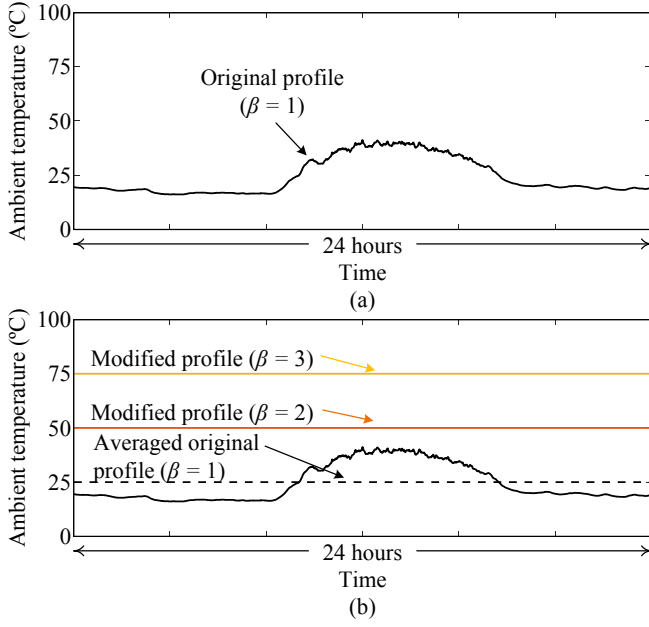 Ambient temperature (ºC)
100
75
50
25
0
Original profile
(β = 1)
24 hours
Time
(a)
Ambient temperature (ºC)
100
75
50
25
0
Modified profile (β = 3)
Modified profile (β = 2)
Averaged original
profile (β = 1)
24 hours
Time
(b)